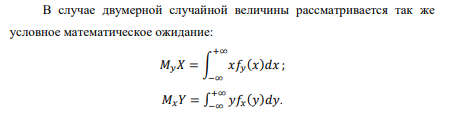 В случае двумерной случайной величины рассматривается так же
условное математическое ожидание:
$M_y X = \int_{-\infty}^{+\infty} x f_y(x) dx$;
$M_x Y = \int_{-\infty}^{+\infty} y f_x(y) dy$.